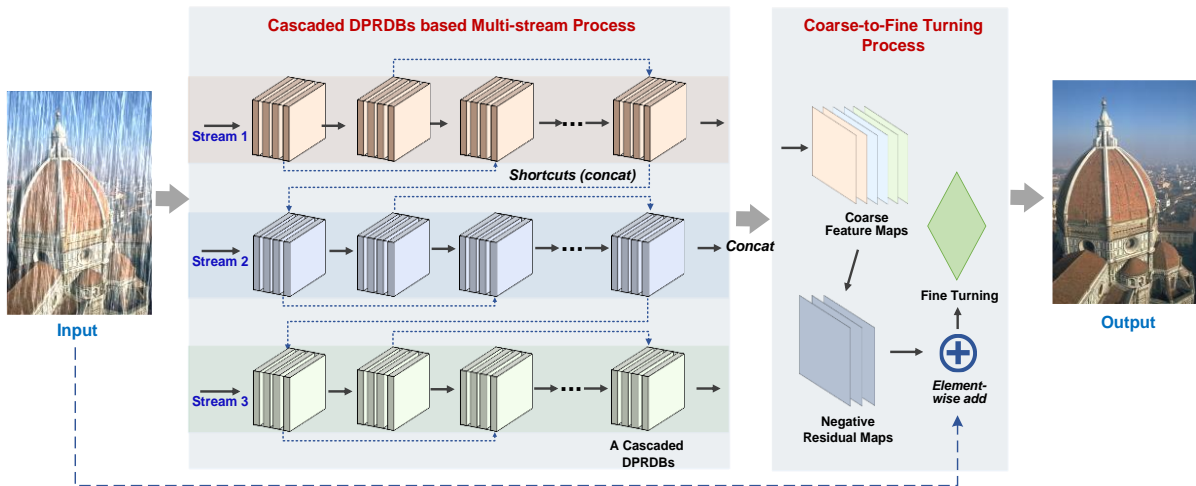 Cascaded DPRDBs based Multi-stream Process
Coarse-to-Fine Turning
Process
Stream 1
Shortcuts (concat)
Stream 2
Concat
Stream 3
A Cascaded
DPRDBs
Coarse
Feature Maps
Fine Turning
Element-
wise add
Negative
Residual Maps
Input
Output